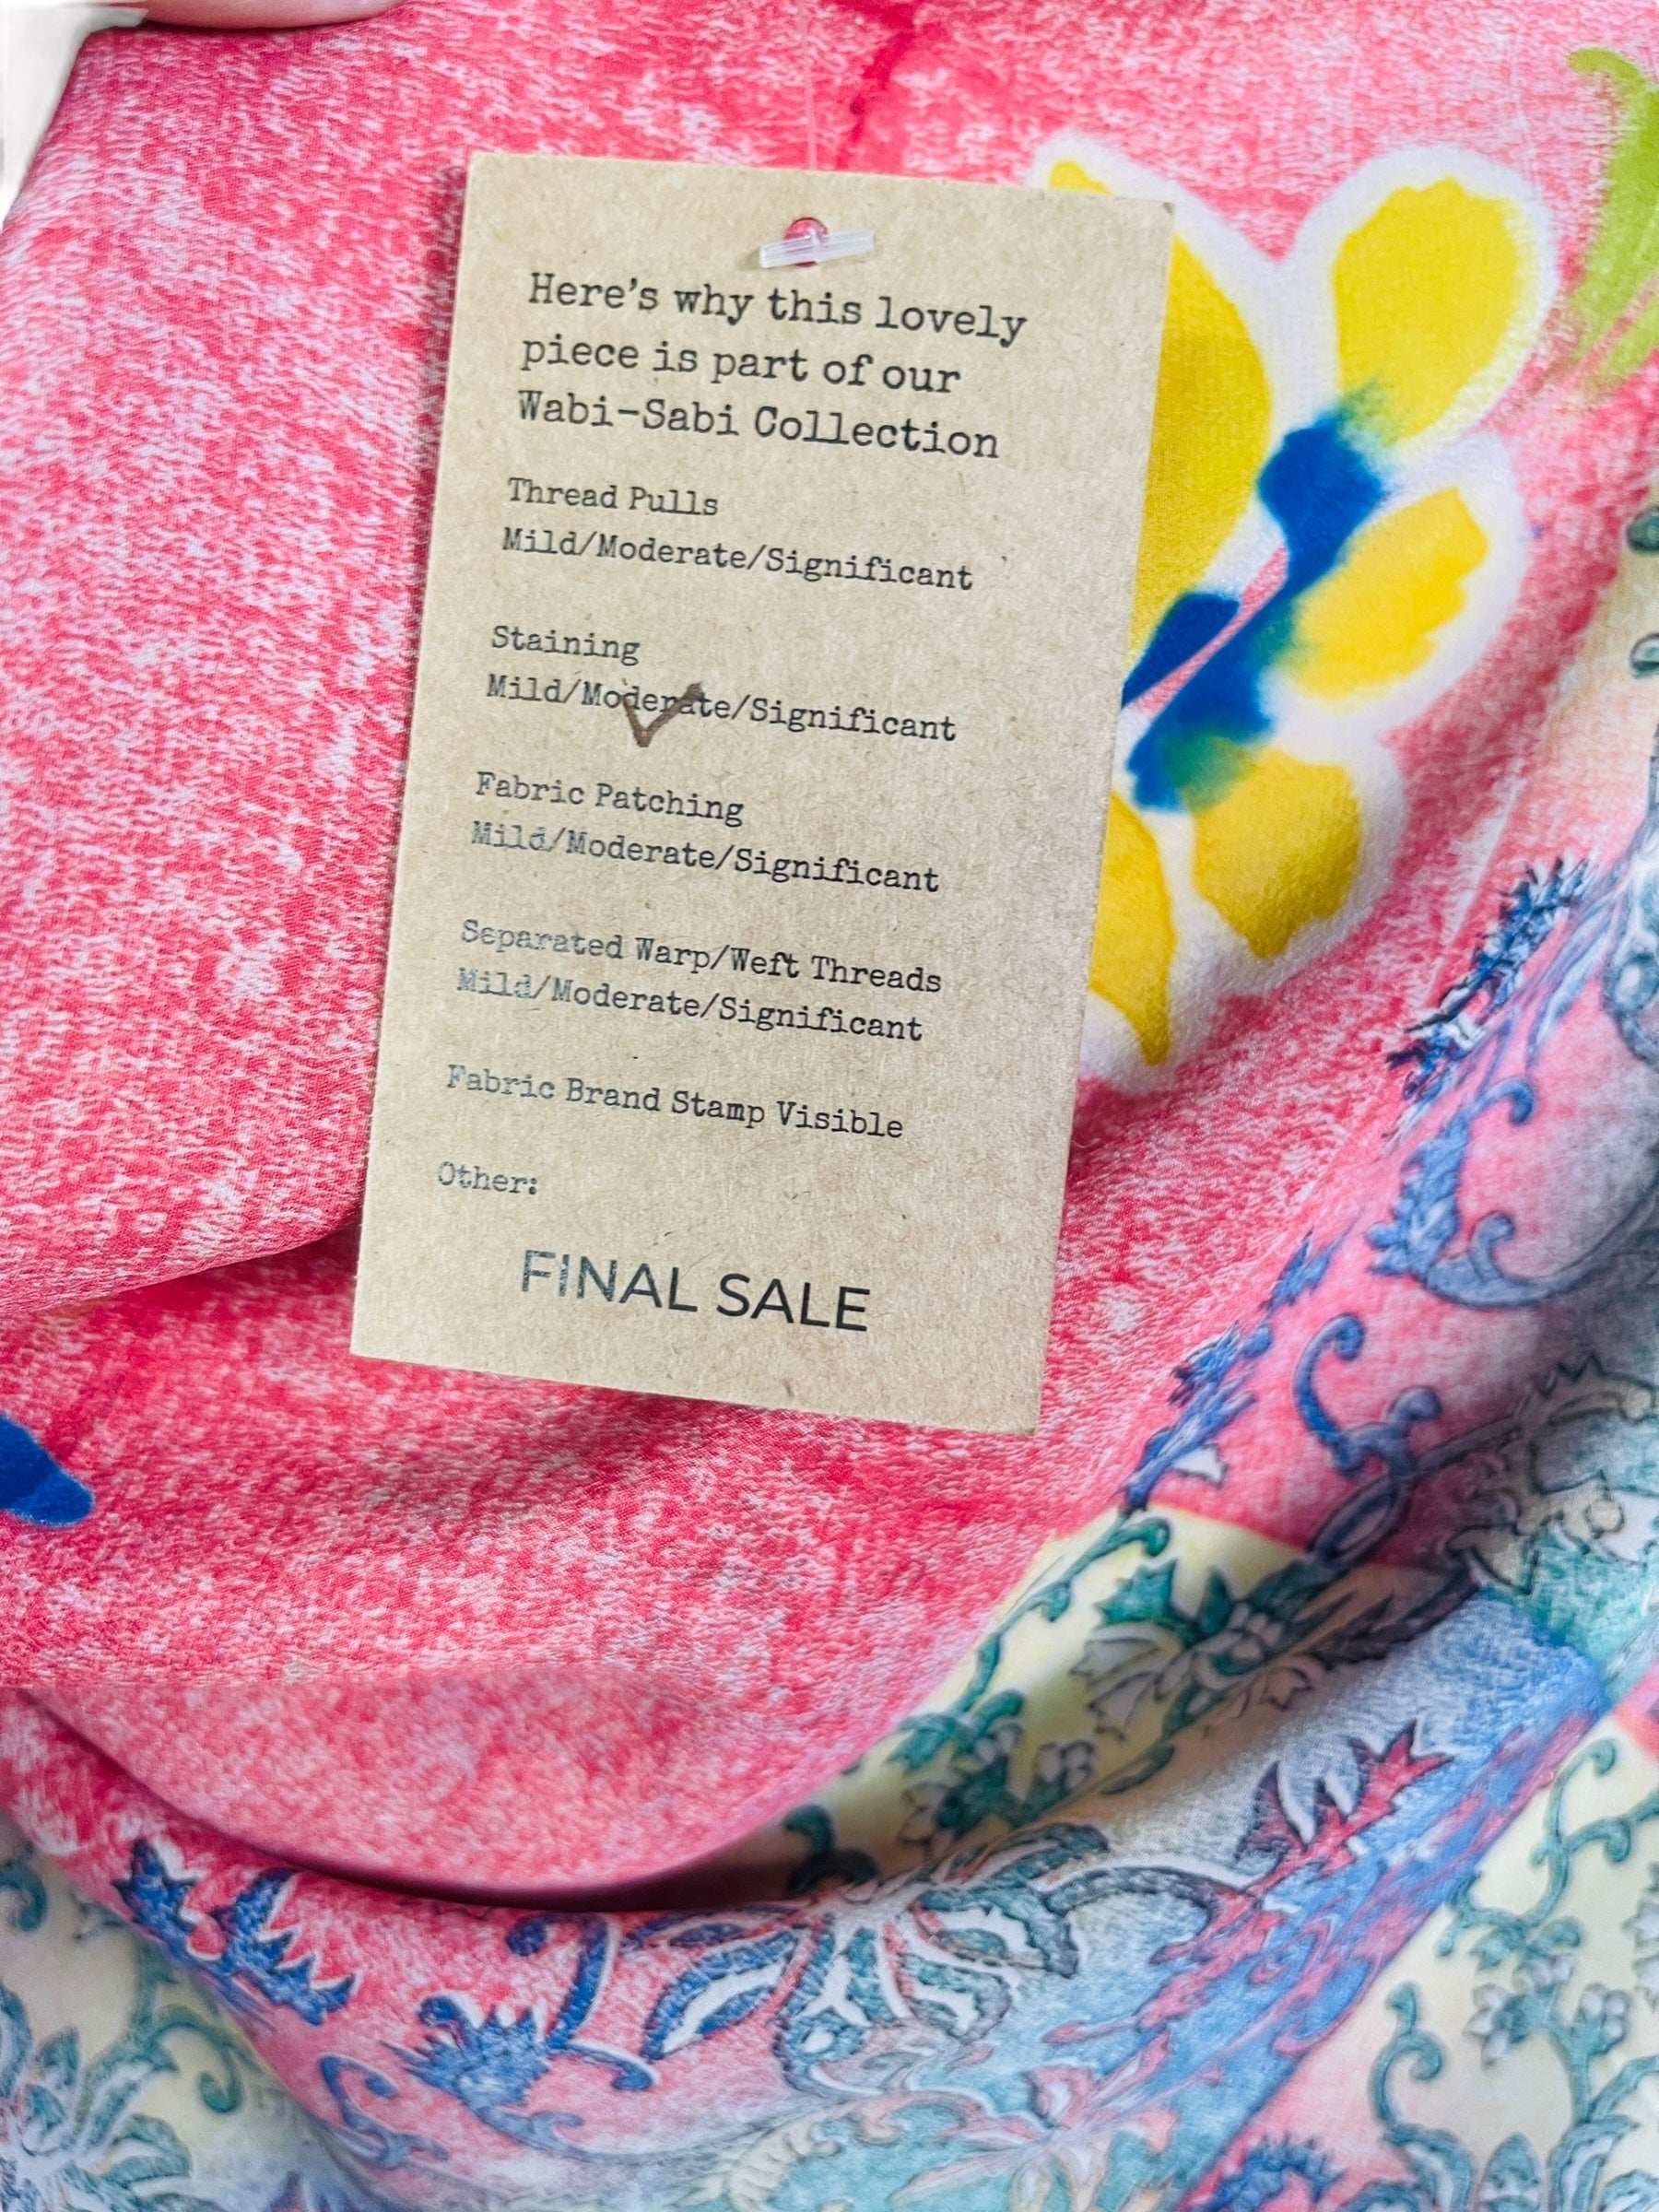 Here's why this lovely
piece is part of our
Wabi-Sabi Collection
Thread Pulls
Mild/Moderate/Significant
Staining
Mild/Moderate/Significant
Fabric Patching
Mild/Moderate/Significant
Separated Warp/Weft Threads
Mild/Moderate/Significant
Fabric Brand Stamp Visible
Other:
FINAL SALE